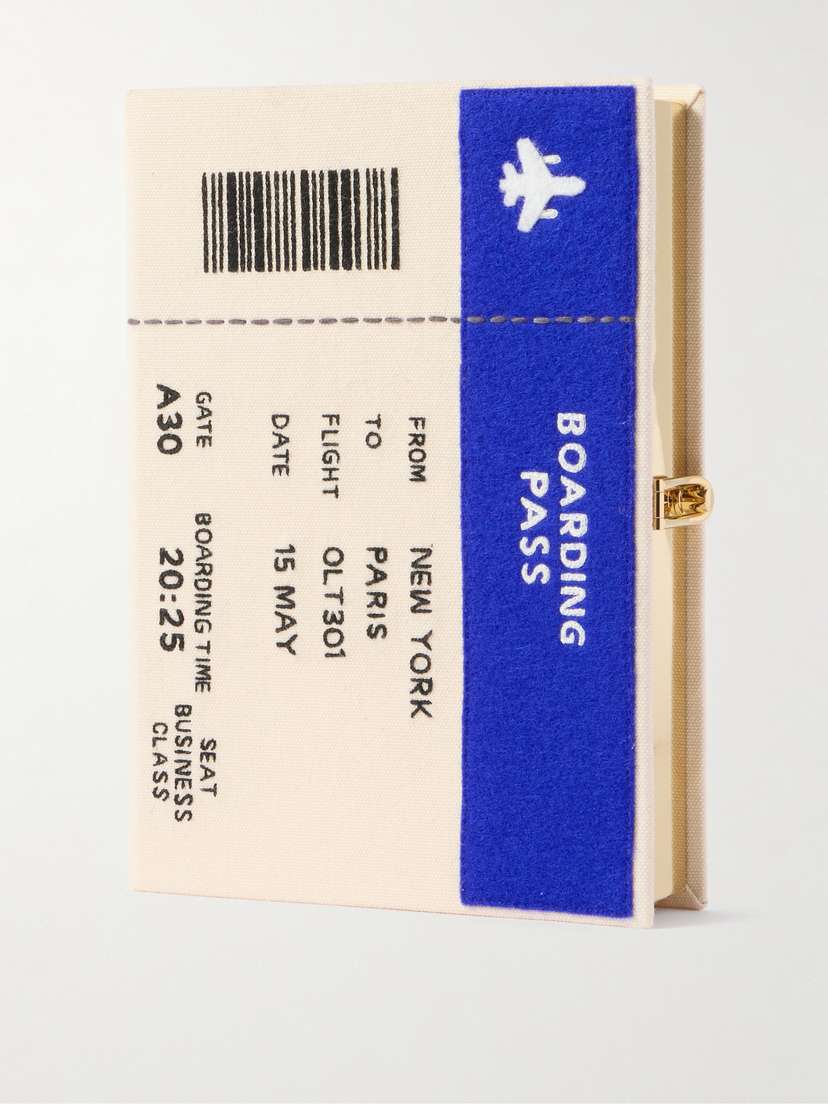 BOARDING
PASS
FROM NEW YORK
TO PARIS
FLIGHT OLT301
DATE 15 MAY
GATE BOARDING TIME SEAT
A30 20:25 BUSINESS
CLASS